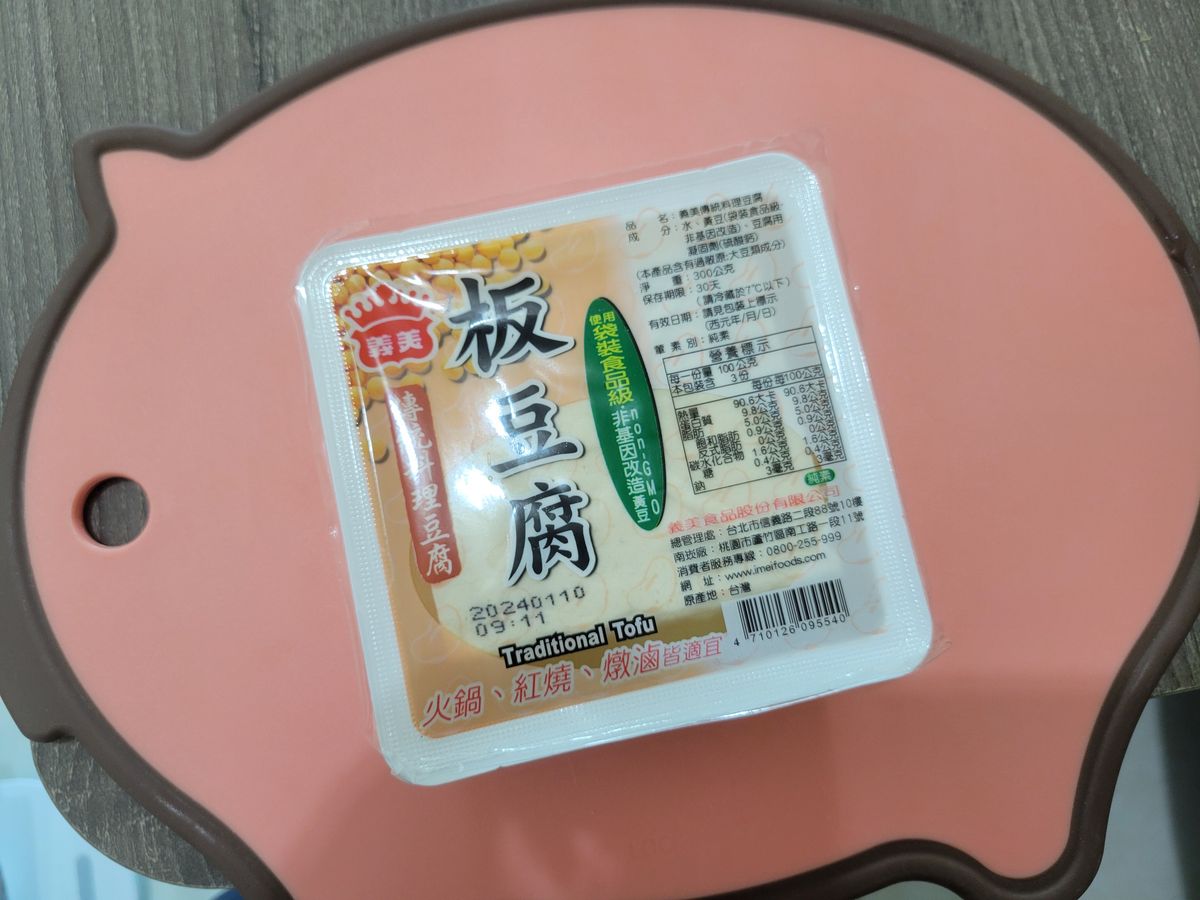 義美
板豆腐
傳統料理豆腐
使用袋裝食品級
non-GMO
非基因改造黃豆
20240110
09:11
Traditional Tofu
火鍋、紅燒、燉滷皆適宜
品 名：義美傳統料理豆腐
成 分：水、黃豆(袋裝食品級-
非基因改造)、豆腐用
凝固劑(硫酸鈣)
(本產品含有過敏原:大豆類成分)
淨 重：300公克
保存期限：30天
(請冷藏於7℃以下)
有效日期：請見包裝上標示
(西元年/月/日)
葷素別：純素
營養標示
每一份量 100公克
本包裝含 3份
每份 每100公克
熱量 90.6大卡 90.6大卡
蛋白質 9.8公克 9.8公克
脂肪 5.0公克 5.0公克
飽和脂肪 0.9公克 0.9公克
反式脂肪 0公克 0公克
碳水化合物 1.6公克 1.6公克
糖 0.4公克 0.4公克
鈉 3毫克 3毫克
純素
義美食品股份有限公司
總管理處：台北市信義路二段88號10樓
南崁廠：桃園市蘆竹區南工路一段11號
消費者服務專線：0800-255-999
網 址：www.imeifoods.com
原產地：台灣
4 710126 095540